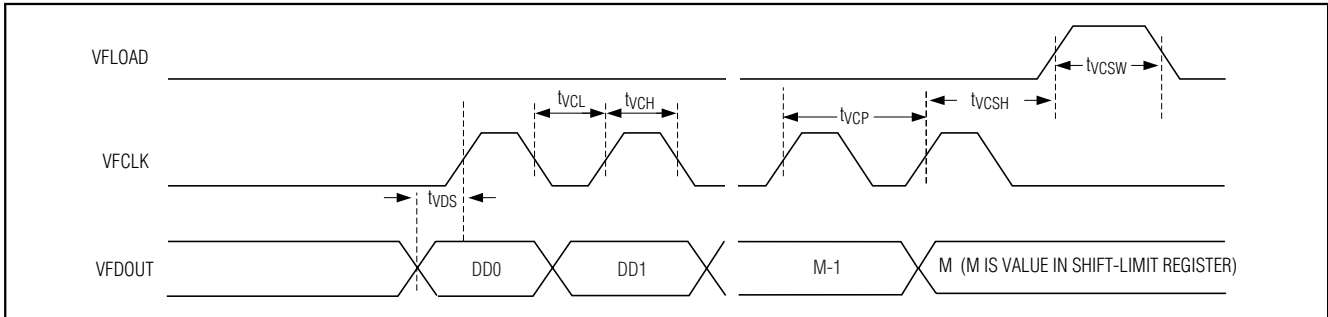 VFLOAD
tVCSW
tVCL
tVCH
tVCP
tVCSH
VFCLK
tVDS
VFDOUT
DD0
DD1
M-1
M (M IS VALUE IN SHIFT-LIMIT REGISTER)